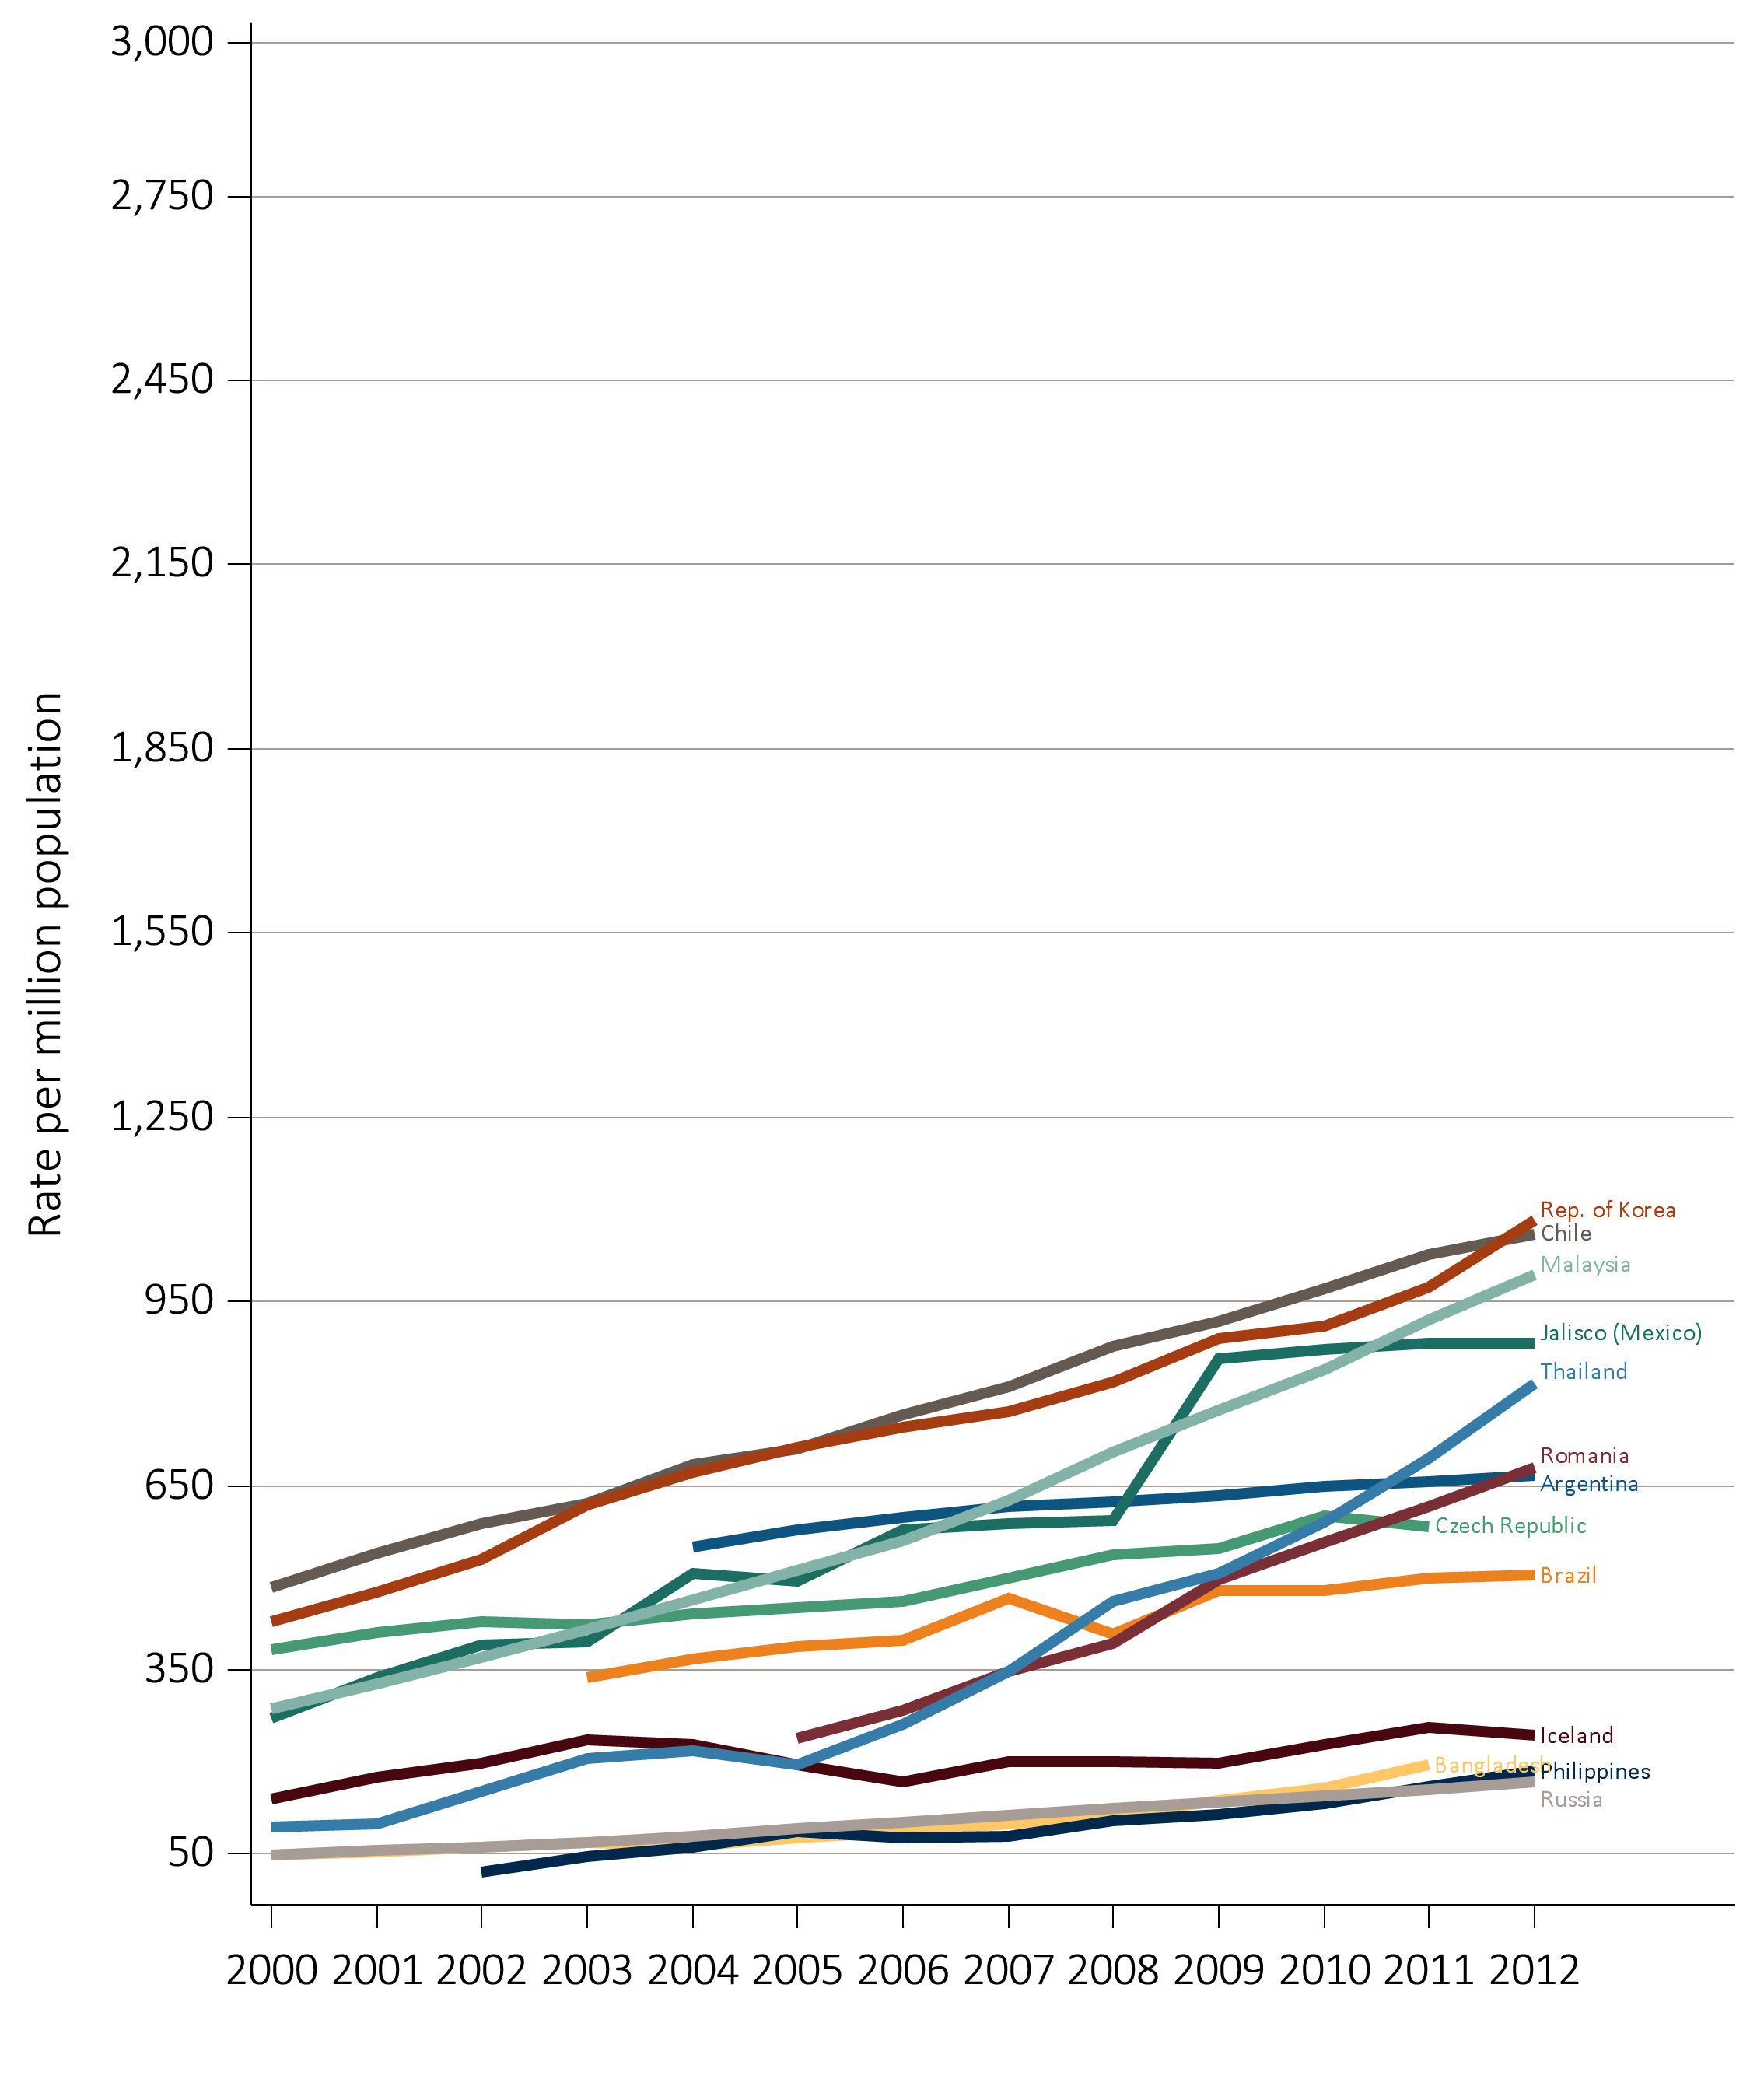 3,000
2,750
2,450
2,150
1,850
1,550
1,250
950
650
350
50
Rate per million population
Rep. of Korea
Chile
Malaysia
Jalisco (Mexico)
Thailand
Romania
Argentina
Czech Republic
Brazil
Iceland
Bangladesh
Philippines
Russia
2000 2001 2002 2003 2004 2005 2006 2007 2008 2009 2010 2011 2012